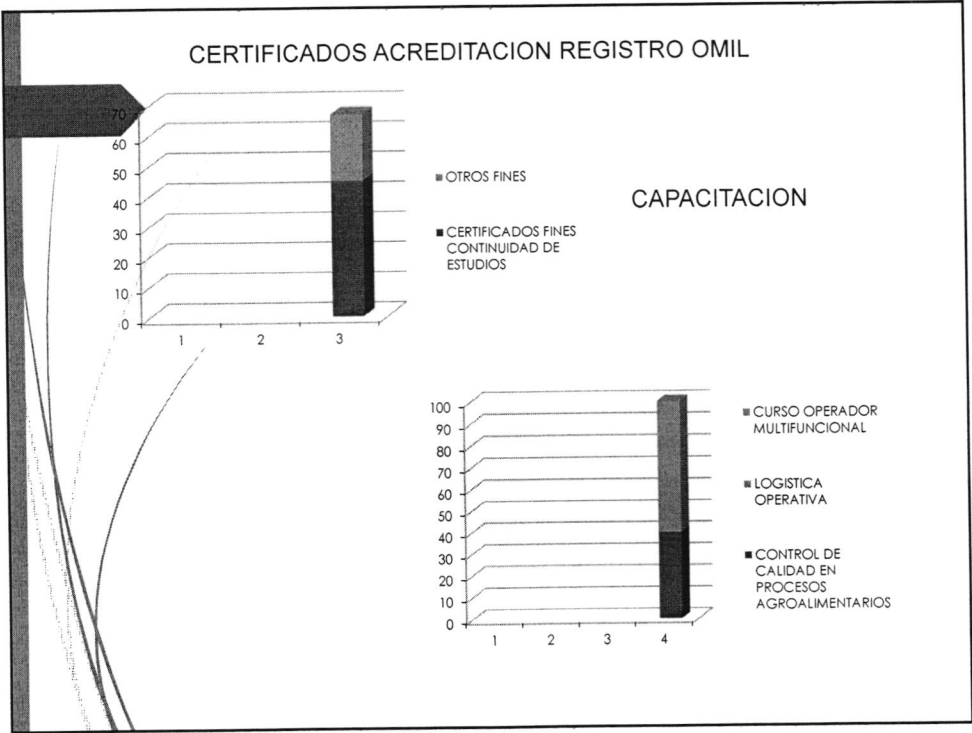 CERTIFICADOS ACREDITACION REGISTRO OMIL
70
60
50
40
30
20
10
0
1 2 3
OTROS FINES
CERTIFICADOS FINES
CONTINUIDAD DE
ESTUDIOS
CAPACITACION
100
90
80
70
60
50
40
30
20
10
0
1 2 3 4
CURSO OPERADOR
MULTIFUNCIONAL
LOGISTICA
OPERATIVA
CONTROL DE
CALIDAD EN
PROCESOS
AGROALIMENTARIOS